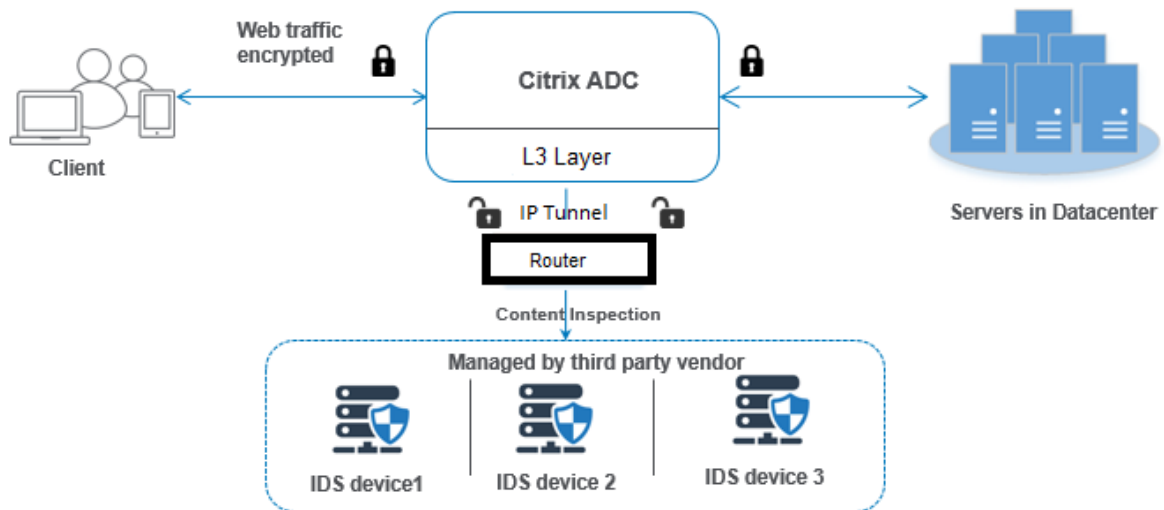 Web traffic
encrypted
Citrix ADC
L3 Layer
Client
Servers in Datacenter
IP Tunnel
Router
Content Inspection
Managed by third party vendor
IDS device1
IDS device 2
IDS device 3